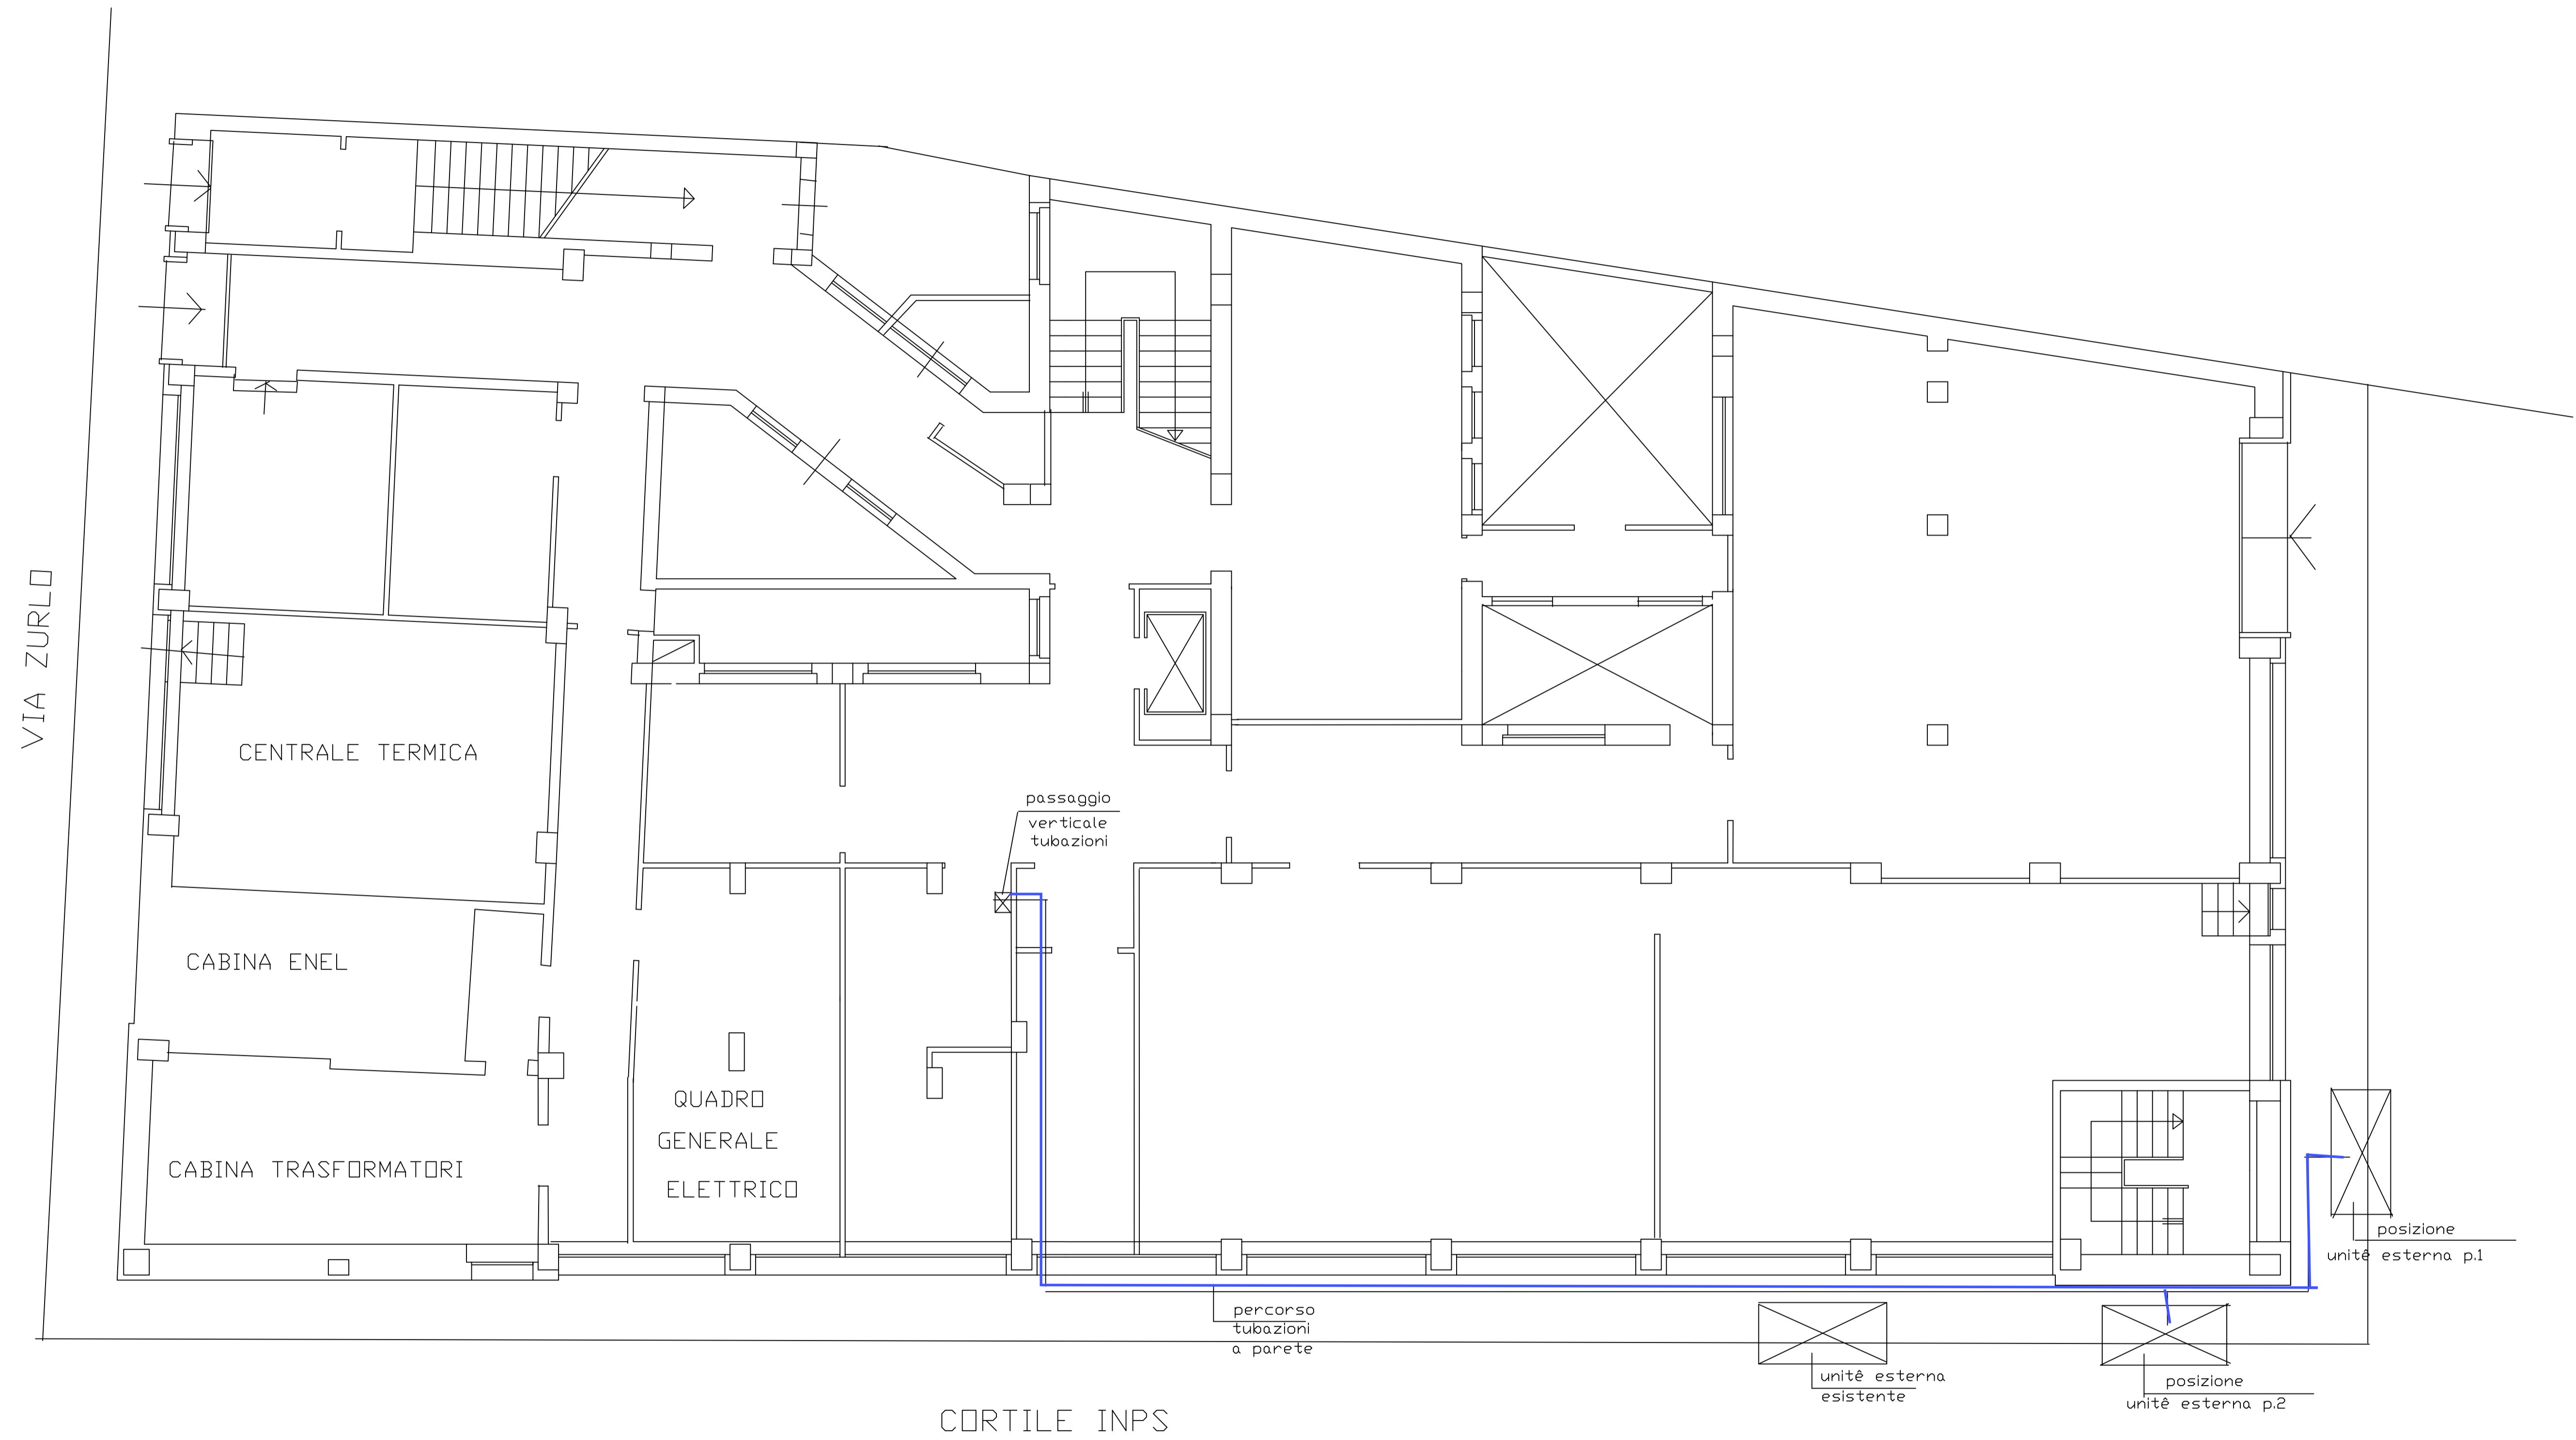 VIA ZURLO
CENTRALE TERMICA
passaggio
verticale
tubazioni
CABINA ENEL
QUADRO
GENERALE
CABINA TRASFORMATORI
ELETTRICO
posizione
unitê esterna p.1
percorso
tubazioni
a parete
unitê esterna
esistente
posizione
unitê esterna p.2
CORTILE INPS